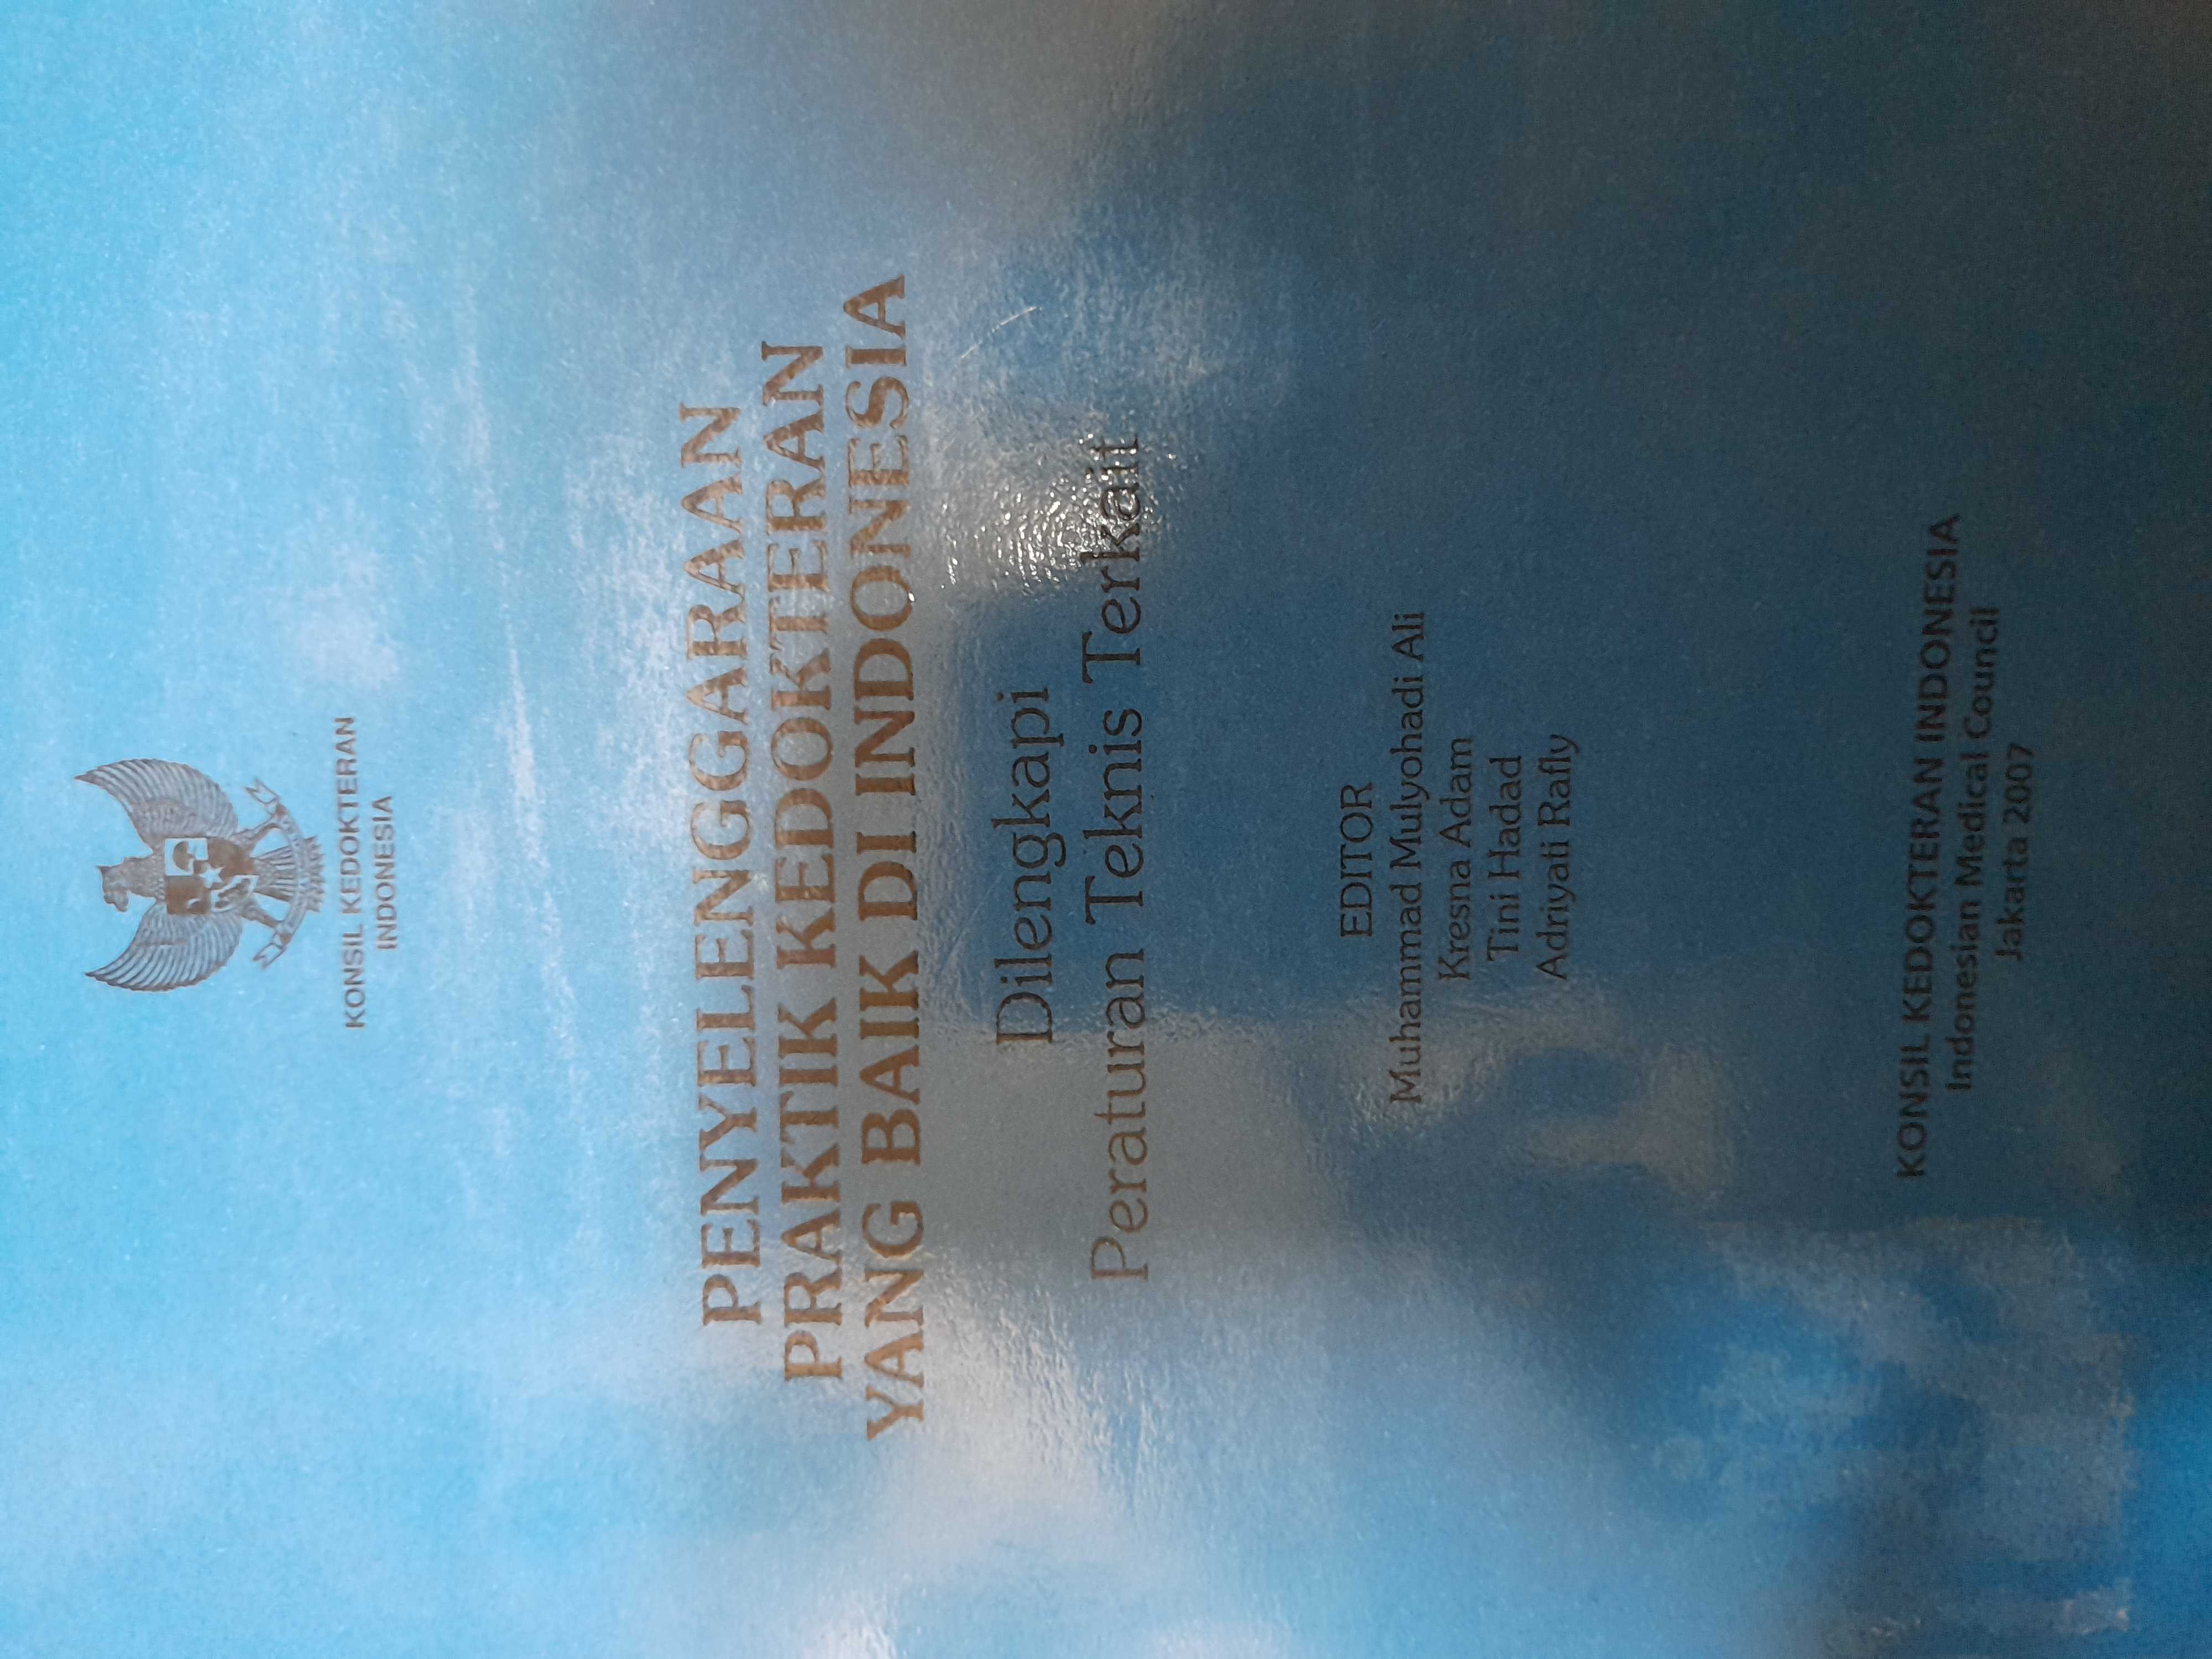 KONSIL KEDOKTERAN
INDONESIA
PENYELENGGARAAN
PRAKTIK KEDOKTERAN
YANG BAIK DI INDONESIA
Dilengkapi
Peraturan Teknis Terkait
EDITOR
Muhammad Mulyohadi Ali
Kresna Adam
Tini Hadad
Adriyati Rafly
KONSIL KEDOKTERAN INDONESIA
Indonesian Medical Council
Jakarta 2007